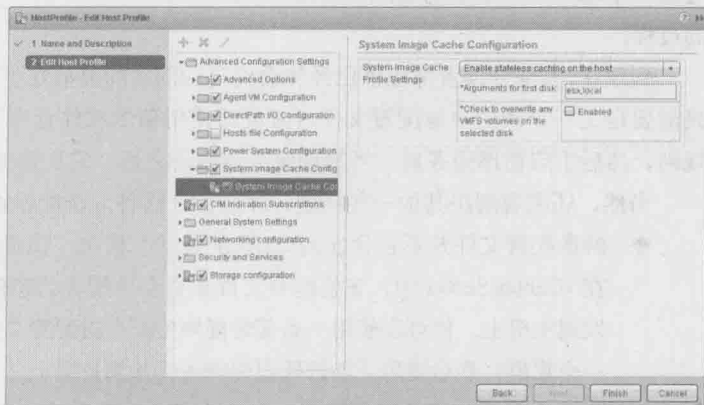 HostProfile - Edit Host Profile
1 Name and Description
2 Edit Host Profile
Advanced Configuration Settings
Advanced Options
Agent VM Configuration
DirectPath I/O Configuration
Hosts file Configuration
Power System Configuration
System Image Cache Config
System Image Cache Con
CIM Indication Subscriptions
General System Settings
Networking configuration
Security and Services
Storage configuration
System Image Cache Configuration
System Image Cache
Profile Settings
Enable stateless caching on the host
*Arguments for first disk
esx,local
*Check to overwrite any
VMFS volumes on the
selected disk
Enabled
Back
Next
Finish
Cancel